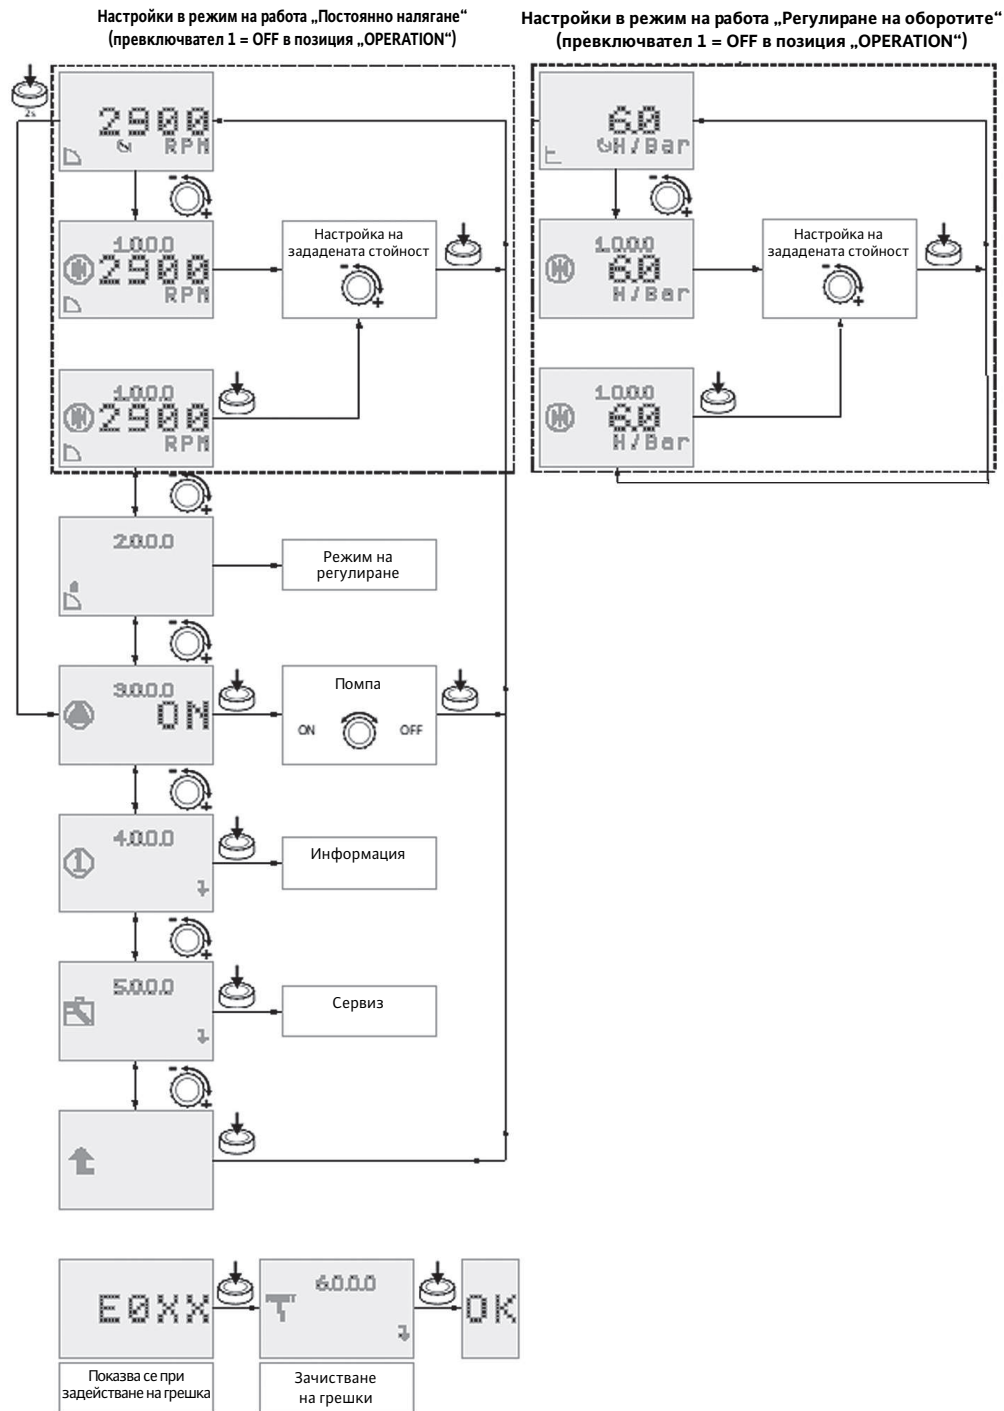 Настройки в режим на работа „Постоянно налягане“
(превключвател 1 = OFF в позиция „OPERATION“)
Настройки в режим на работа „Регулиране на оборотите“
(превключвател 1 = OFF в позиция „OPERATION“)
2s
2900
RPM
6.0
H/Bar
- +
- +
1.0.0.0
2900
RPM
Настройка на
зададената стойност
- +
1.0.0.0
6.0
H/Bar
Настройка на
зададената стойност
- +
1.0.0.0
2900
RPM
1.0.0.0
6.0
H/Bar
- +
2.0.0.0
Режим на
регулиране
- +
3.0.0.0
ON
Помпа
ON OFF
- +
4.0.0.0
1
Информация
- +
5.0.0.0
Сервиз
- +
E0XX
6.0.0.0
RESET
OK
Показва се при
задействане на грешка
Зачистване
на грешки